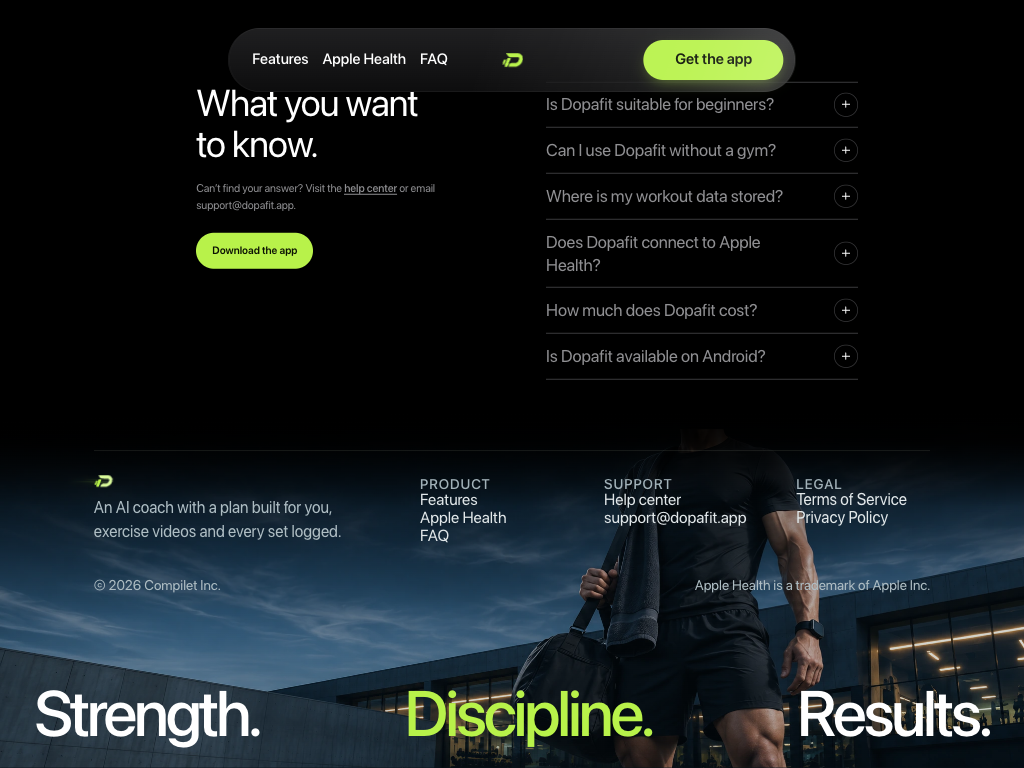 Features Apple Health FAQ Get the app
What you want
to know.
Can't find your answer? Visit the help center or email
support@dopafit.app.
Download the app
Is Dopafit suitable for beginners?
Can I use Dopafit without a gym?
Where is my workout data stored?
Does Dopafit connect to Apple
Health?
How much does Dopafit cost?
Is Dopafit available on Android?
An AI coach with a plan built for you,
exercise videos and every set logged.
PRODUCT
Features
Apple Health
FAQ
SUPPORT
Help center
support@dopafit.app
LEGAL
Terms of Service
Privacy Policy
© 2026 Compilet Inc.
Apple Health is a trademark of Apple Inc.
Strength. Discipline. Results.